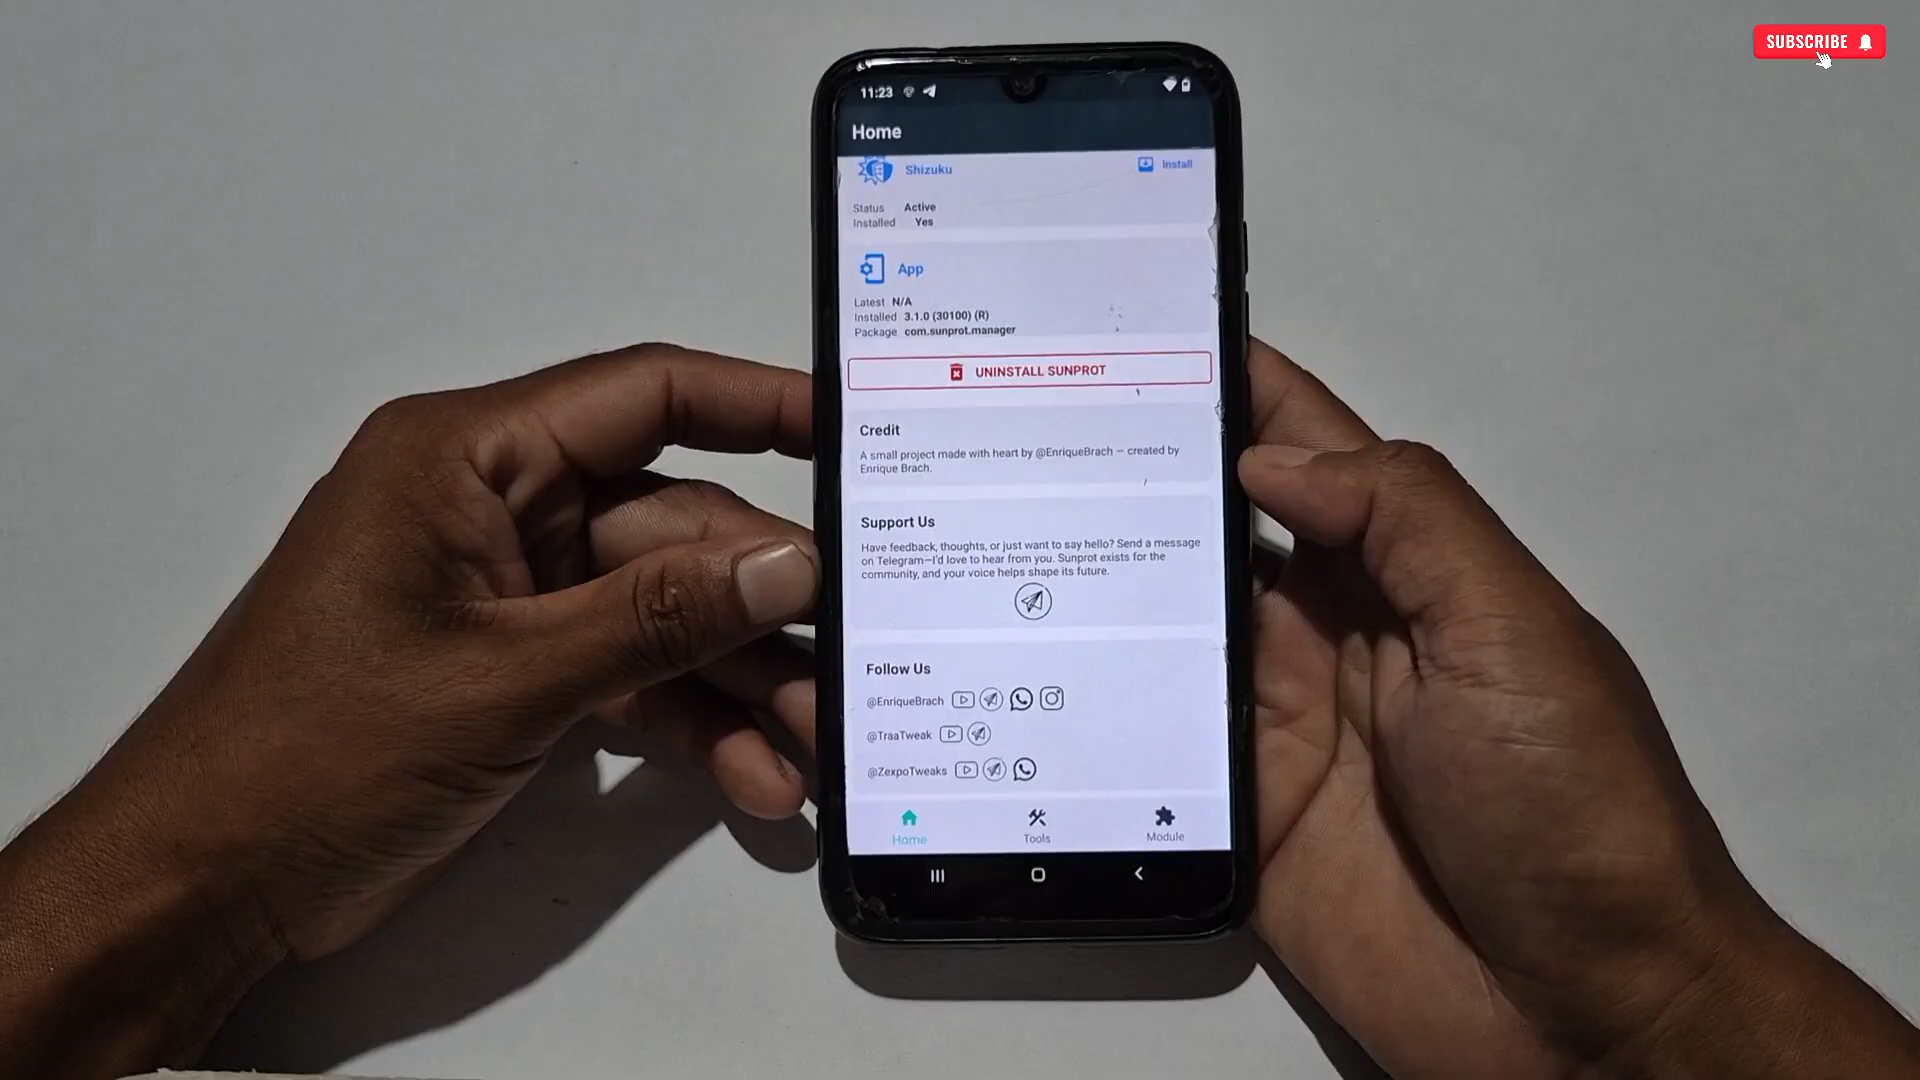 SUBSCRIBE
11:23
Home
Shizuku
Install
Status Active
Installed Yes
App
Latest N/A
Installed 3.1.0 (30100) (R)
Package com.sunprot.manager
UNINSTALL SUNPROT
Credit
A small project made with heart by @EnriqueBrach — created by
Enrique Brach.
Support Us
Have feedback, thoughts, or just want to say hello? Send a message
on Telegram—I'd love to hear from you. Sunprot exists for the
community, and your voice helps shape its future.
Follow Us
@EnriqueBrach
@TraaTweak
@ZexpoTweaks
Home
Tools
Module